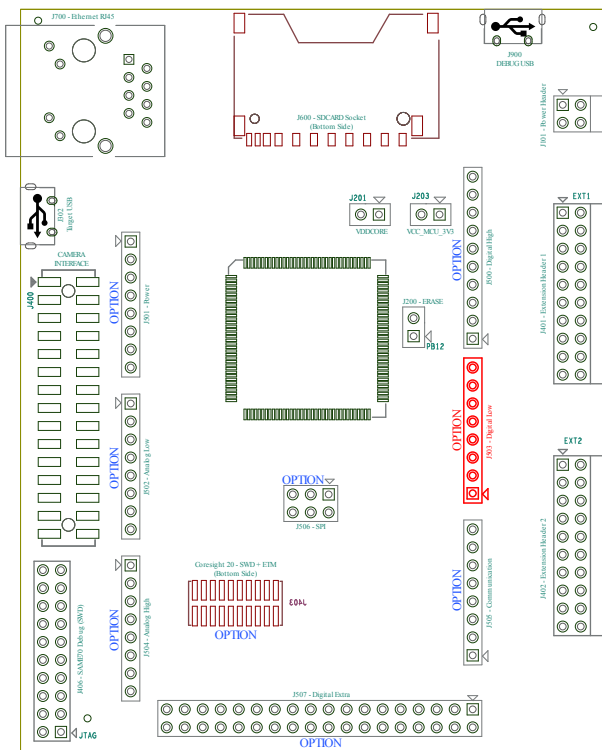 J700 - Ethernet RJ45
J600 - SDCARD Socket
(Bottom Side)
J900
DEBUG USB
J101 - Power Header
J302
Target USB
J201
VDDCORE
J203
VCC_MCU_3V3
OPTION
J500 - Digital High
EXT1
J401 - Extension Header 1
CAMERA
INTERFACE
J400
OPTION
J501 - Power
J200 - ERASE
PB12
OPTION
J503 - Digital Low
OPTION
J502 - Analog Low
EXT2
J402 - Extension Header 2
OPTION
J506 - SPI
OPTION
J505 - Communication
Coresight 20 - SWD + ETM
(Bottom Side)
J403
OPTION
OPTION
J504 - Analog High
J406 - SAME70 Debug (SWD)
JTAG
J507 - Digital Extra
OPTION